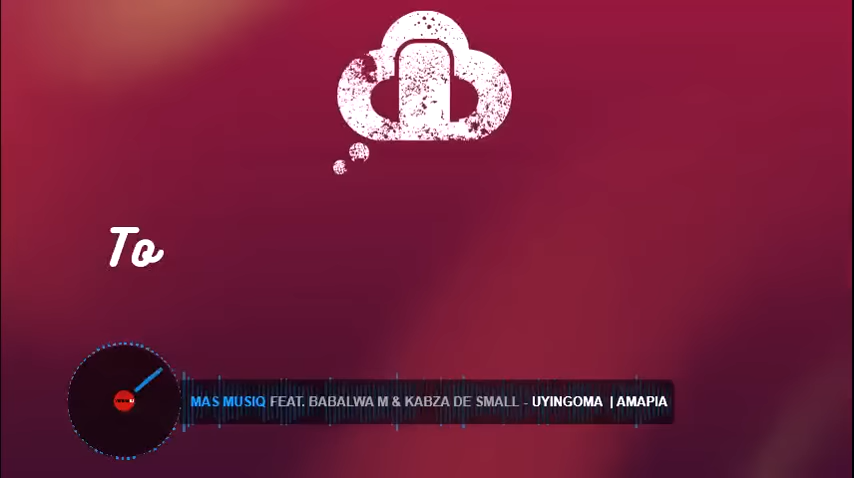 To
MAS MUSIQ FEAT. BABALWA M & KABZA DE SMALL - UYINGOMA | AMAPIA